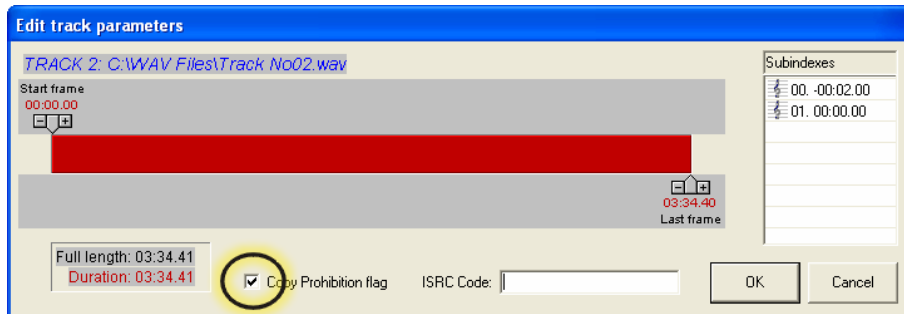 Edit track parameters
TRACK 2: C:\WAV Files\Track No02.wav
Start frame
00:00.00
03:34.40
Last frame
Subindexes
00. -00:02.00
01. 00:00.00
Full length: 03:34.41
Duration: 03:34.41
Copy Prohibition flag
ISRC Code:
OK
Cancel